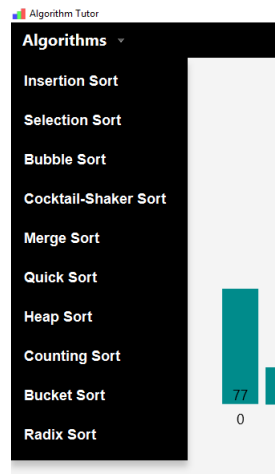 Algorithm Tutor
Algorithms
Insertion Sort
Selection Sort
Bubble Sort
Cocktail-Shaker Sort
Merge Sort
Quick Sort
Heap Sort
Counting Sort
Bucket Sort
Radix Sort
77
0